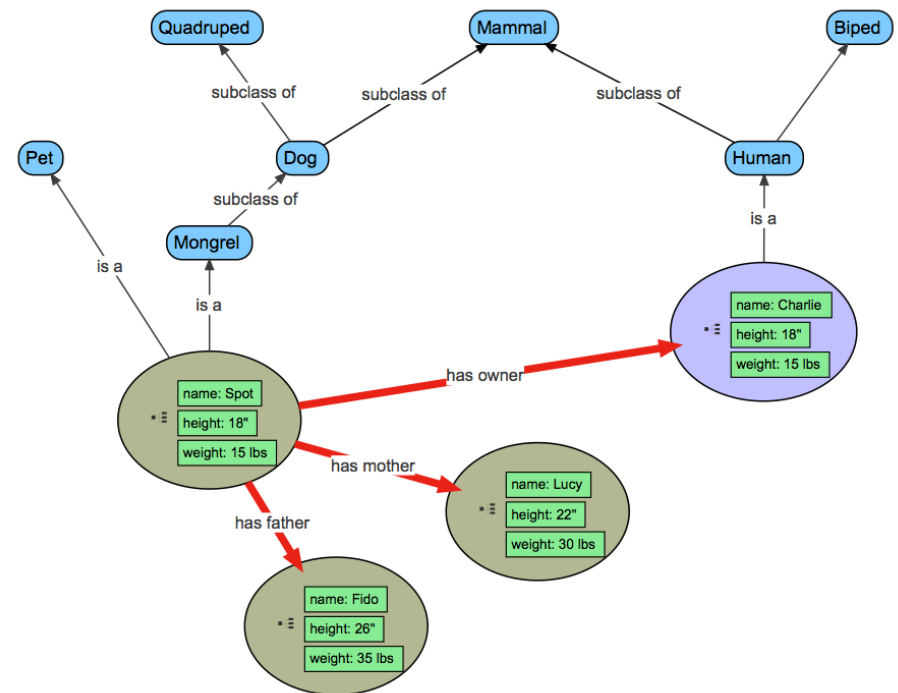 Quadruped
Mammal
Biped
subclass of
subclass of
subclass of
Pet
Dog
Human
subclass of
is a
Mongrel
is a
is a
name: Charlie
height: 18"
weight: 15 lbs
has owner
name: Spot
height: 18"
weight: 15 lbs
has mother
name: Lucy
height: 22"
weight: 30 lbs
has father
name: Fido
height: 26"
weight: 35 lbs